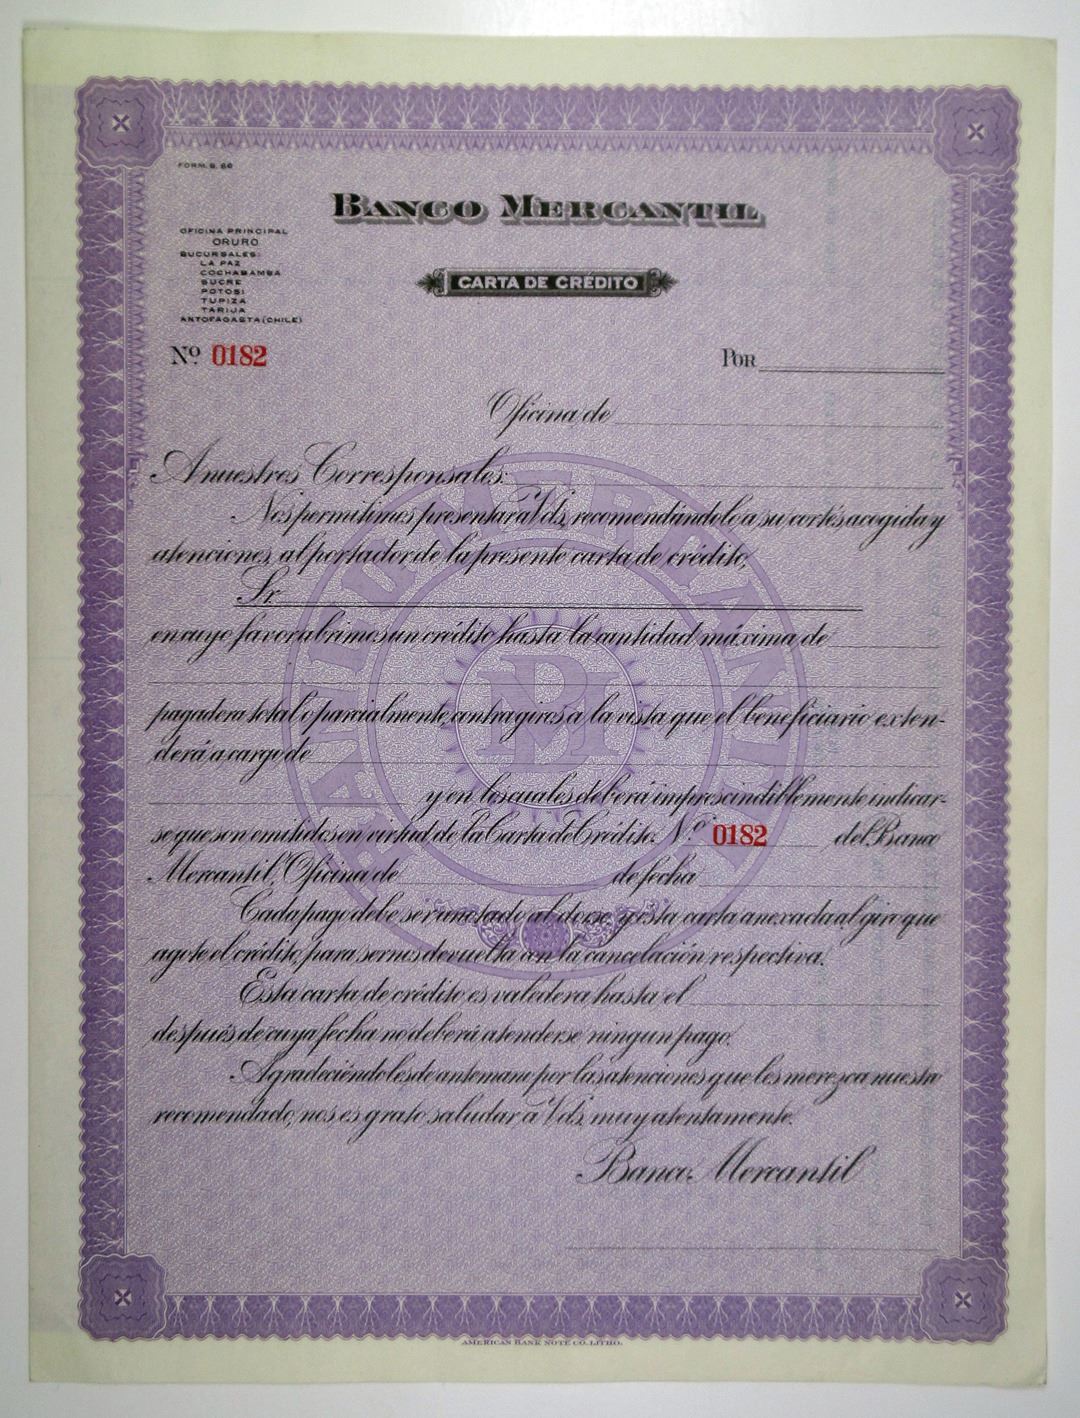 FORM. B. 60
BANCO MERCANTIL
OFICINA PRINCIPAL
ORURO
SUCURSALES:
LA PAZ
COCHABAMBA
SUCRE
POTOSI
TUPIZA
TARIJA
ANTOFAGASTA (CHILE)
CARTA DE CRÉDITO
Nº 0182
POR
Oficina de
A nuestros Corresponsales:
Nos permitimos presentar a Vds, recomendándolo a su cortés acogida y
atenciones, al portador de la presente carta de crédito,
Sr
en cuyo favor abrimos un crédito hasta la cantidad máxima de
pagadera total o parcialmente, contra giros a la vista que el beneficiario exten-
derá a cargo de
y en los cuales deberá imprescindiblemente indicar-
se que son emitidos en virtud de la Carta de Crédito Nº 0182 del Banco
Mercantil, Oficina de de fecha
Cada pago debe ser anotado al dorso, y esta carta anexada al giro que
agote el crédito, para sernos devuelta con la cancelación respectiva.
Esta carta de crédito es valedera hasta el
después de cuya fecha no deberá atenderse ningun pago.
Agradeciéndoles de antemano por las atenciones que les merezca nuestro
recomendado, nos es grato saludar á Vds, muy atentamente.
Banco Mercantil
BANCO MERCANTIL
BM
AMERICAN BANK NOTE CO. LITHO.